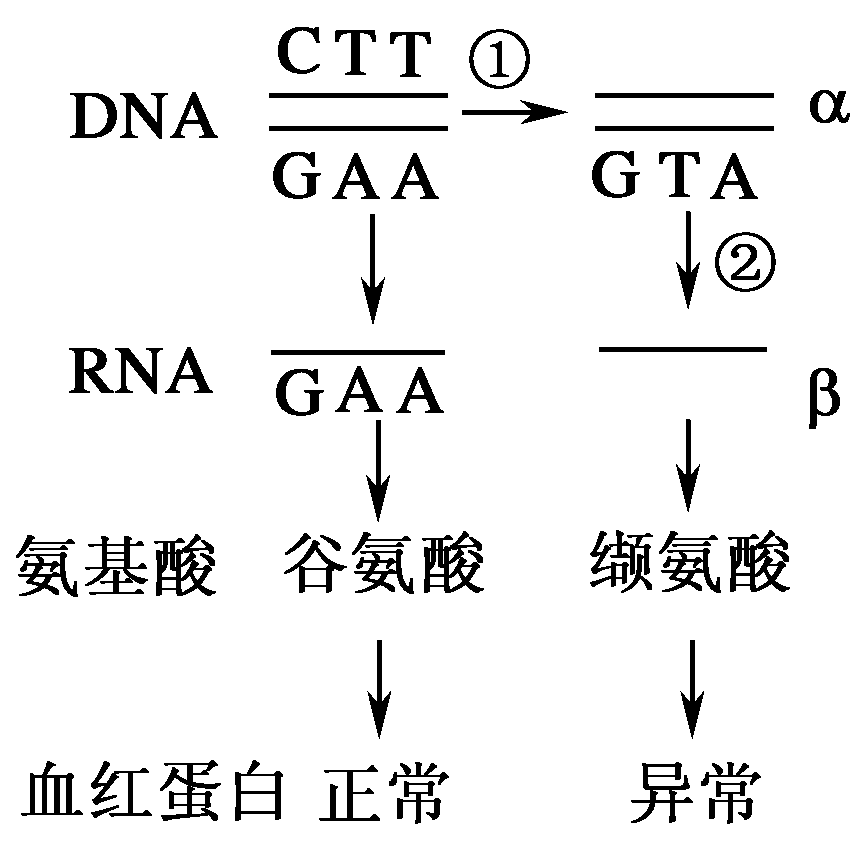 CTT ①
DNA α
GAA GTA
②
RNA β
GAA
氨基酸 谷氨酸 缬氨酸
血红蛋白 正常 异常